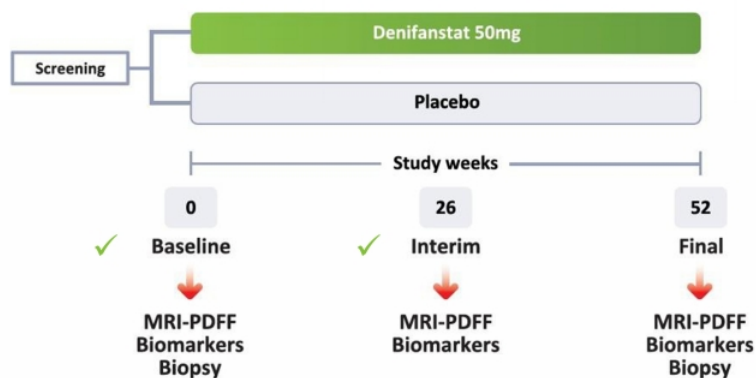 Denifanstat 50mg
Screening
Placebo
Study weeks
0
26
52
Baseline
Interim
Final
MRI-PDFF
Biomarkers
Biopsy
MRI-PDFF
Biomarkers
MRI-PDFF
Biomarkers
Biopsy